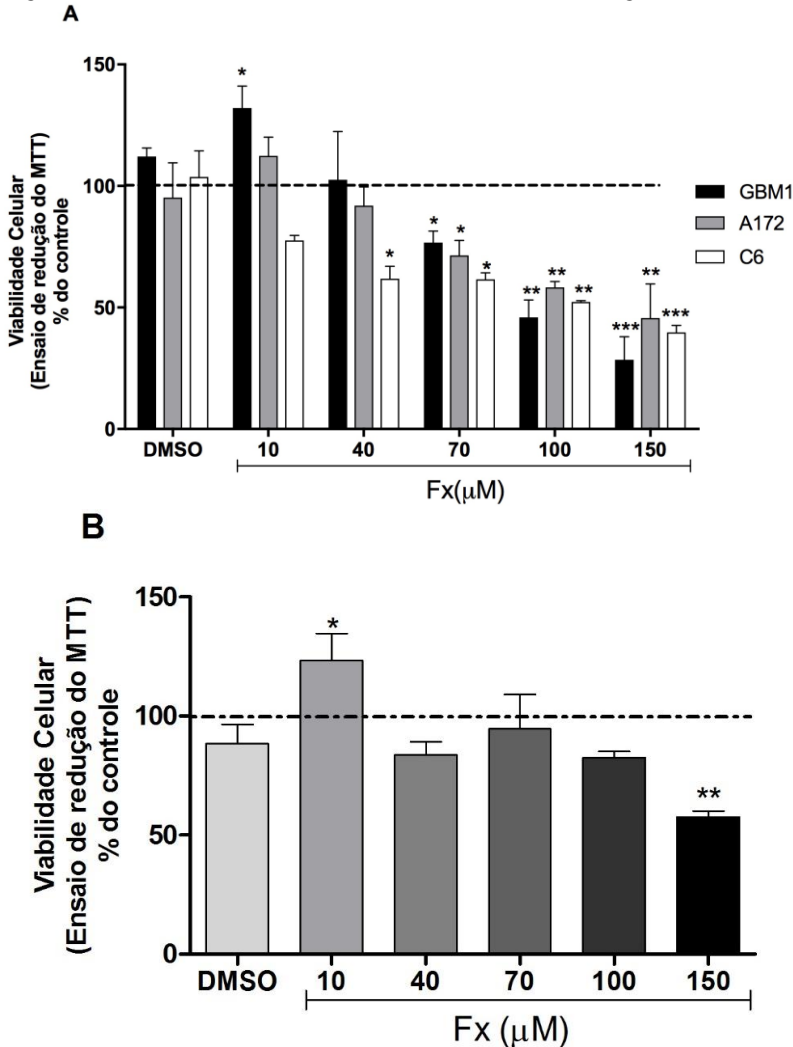 A
Viabilidade Celular
(Ensaio de redução do MTT)
% do controle
150
100
50
0
*
*
*
*
*
**
**
**
***
**
***
GBM1
A172
C6
DMSO 10 40 70 100 150
Fx(μM)
B
Viabilidade Celular
(Ensaio de redução do MTT)
% do controle
150
100
50
0
*
**
DMSO 10 40 70 100 150
Fx (μM)